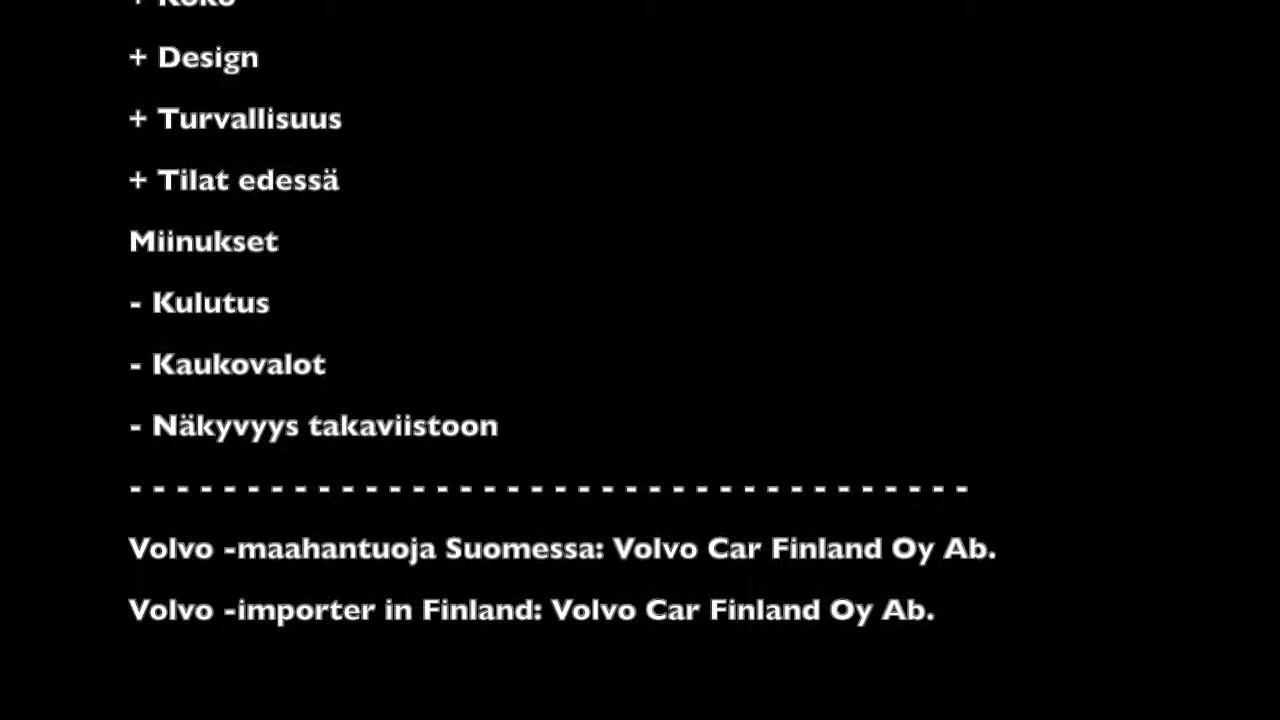 + Koko
+ Design
+ Turvallisuus
+ Tilat edessä
Miinukset
- Kulutus
- Kaukovalot
- Näkyvyys takaviistoon
- - - - - - - - - - - - - - - - - - - - - - - - - - - - - - - - - - - -
Volvo -maahantuoja Suomessa: Volvo Car Finland Oy Ab.
Volvo -importer in Finland: Volvo Car Finland Oy Ab.